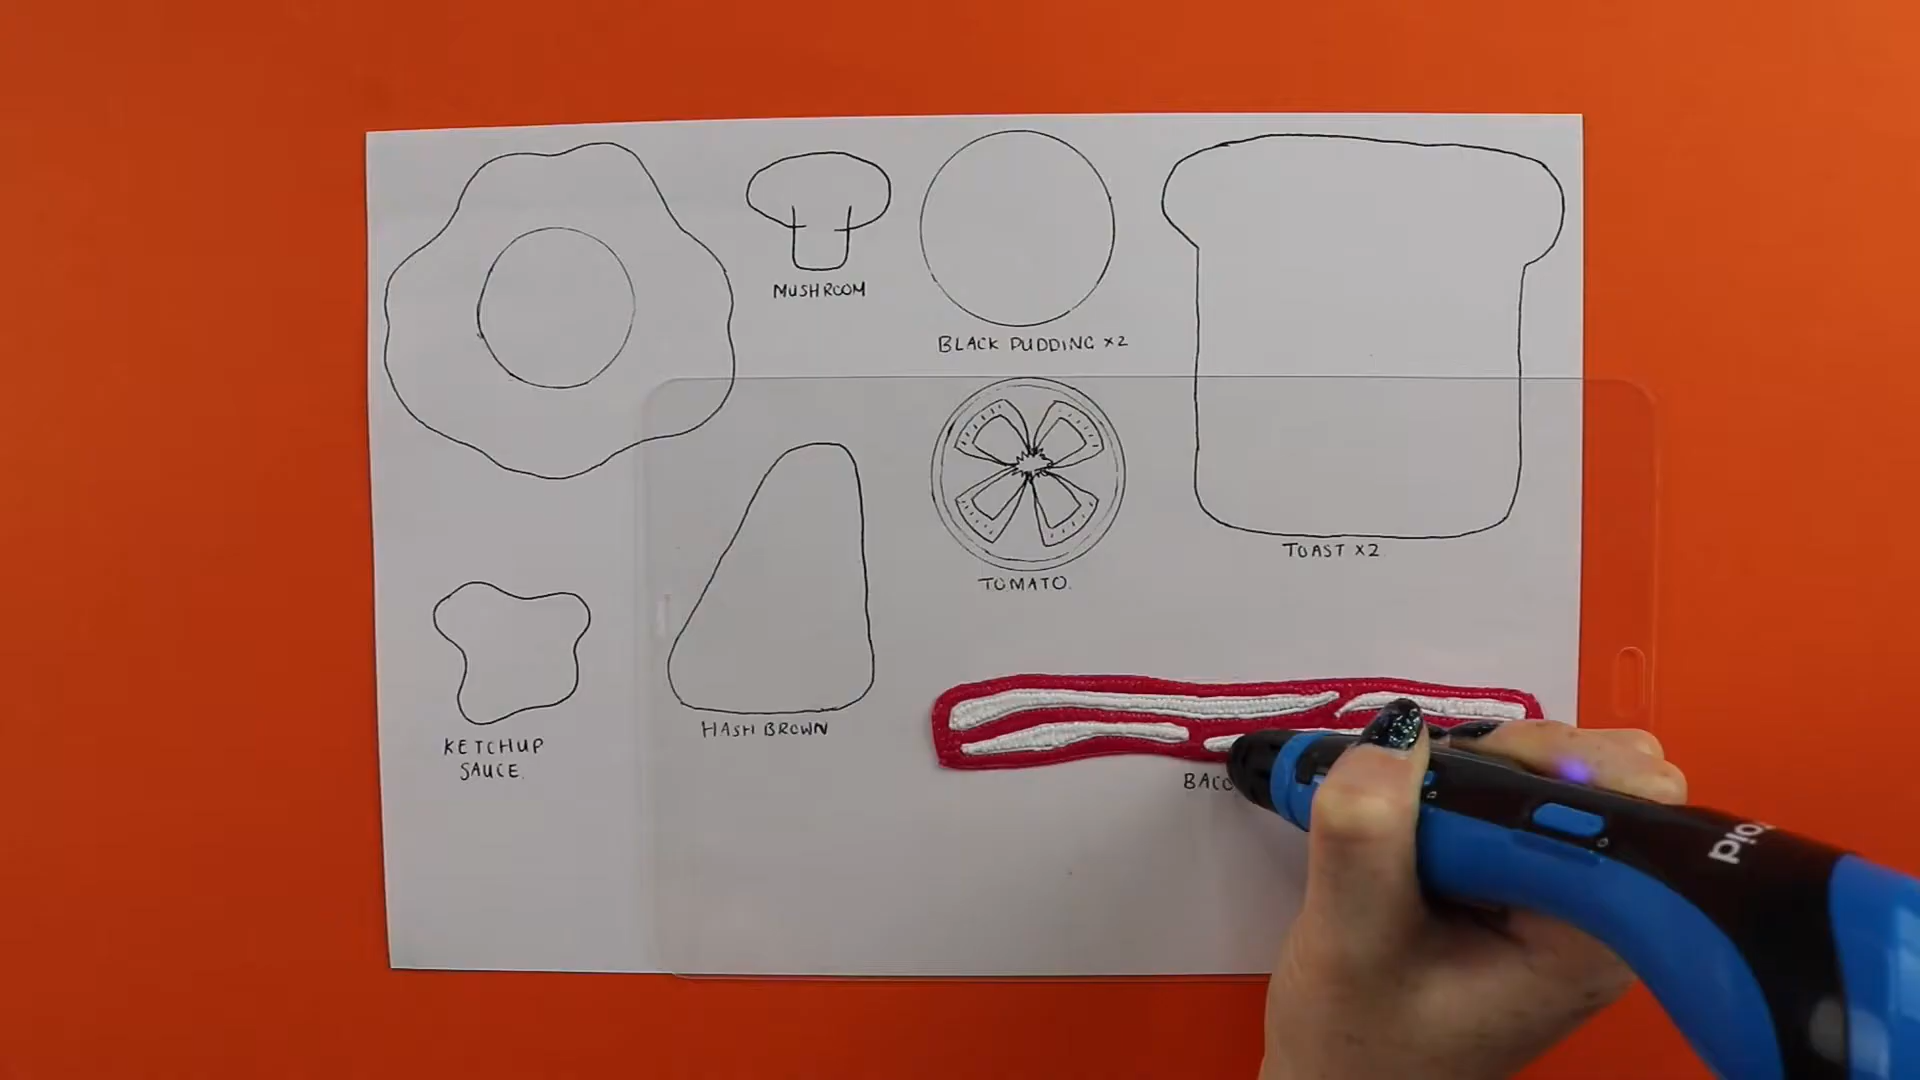 MUSHROOM
BLACK PUDDING x2
TOAST x2
TOMATO.
HASH BROWN
KETCHUP
SAUCE.